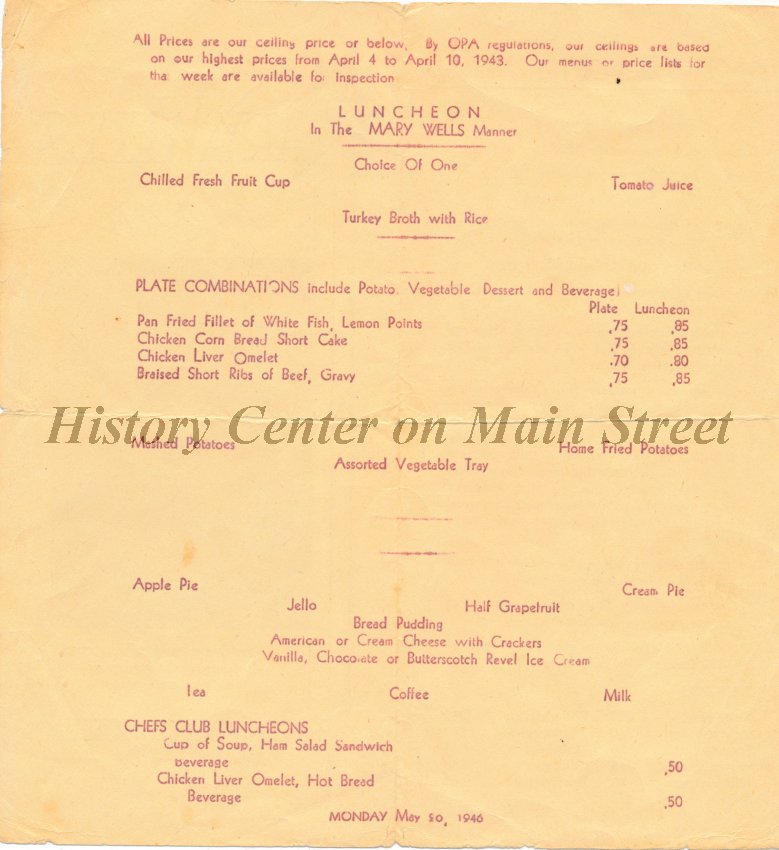 All Prices are our ceiling price or below. By OPA regulations, our ceilings are based
on our highest prices from April 4 to April 10, 1943. Our menus or price lists for
that week are available for inspection
LUNCHEON
In The MARY WELLS Manner
Choice Of One
Chilled Fresh Fruit Cup Tomato Juice
Turkey Broth with Rice
PLATE COMBINATIONS include Potato, Vegetable Dessert and Beverage
Plate Luncheon
Pan Fried Fillet of White Fish, Lemon Points .75 .85
Chicken Corn Bread Short Cake .75 .85
Chicken Liver Omelet .70 .80
Braised Short Ribs of Beef, Gravy .75 .85
History Center on Main Street
Mashed Potatoes Home Fried Potatoes
Assorted Vegetable Tray
Apple Pie Cream Pie
Jello Half Grapefruit
Bread Pudding
American or Cream Cheese with Crackers
Vanilla, Chocolate or Butterscotch Revel Ice Cream
Tea Coffee Milk
CHEFS CLUB LUNCHEONS
Cup of Soup, Ham Salad Sandwich
Beverage .50
Chicken Liver Omelet, Hot Bread
Beverage .50
MONDAY May 20, 1946